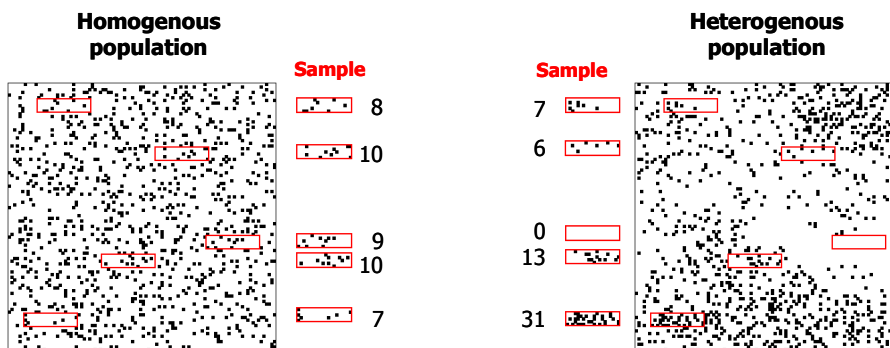 Homogenous
population
Sample
8
10
9
10
7
Heterogenous
population
Sample
7
6
0
13
31